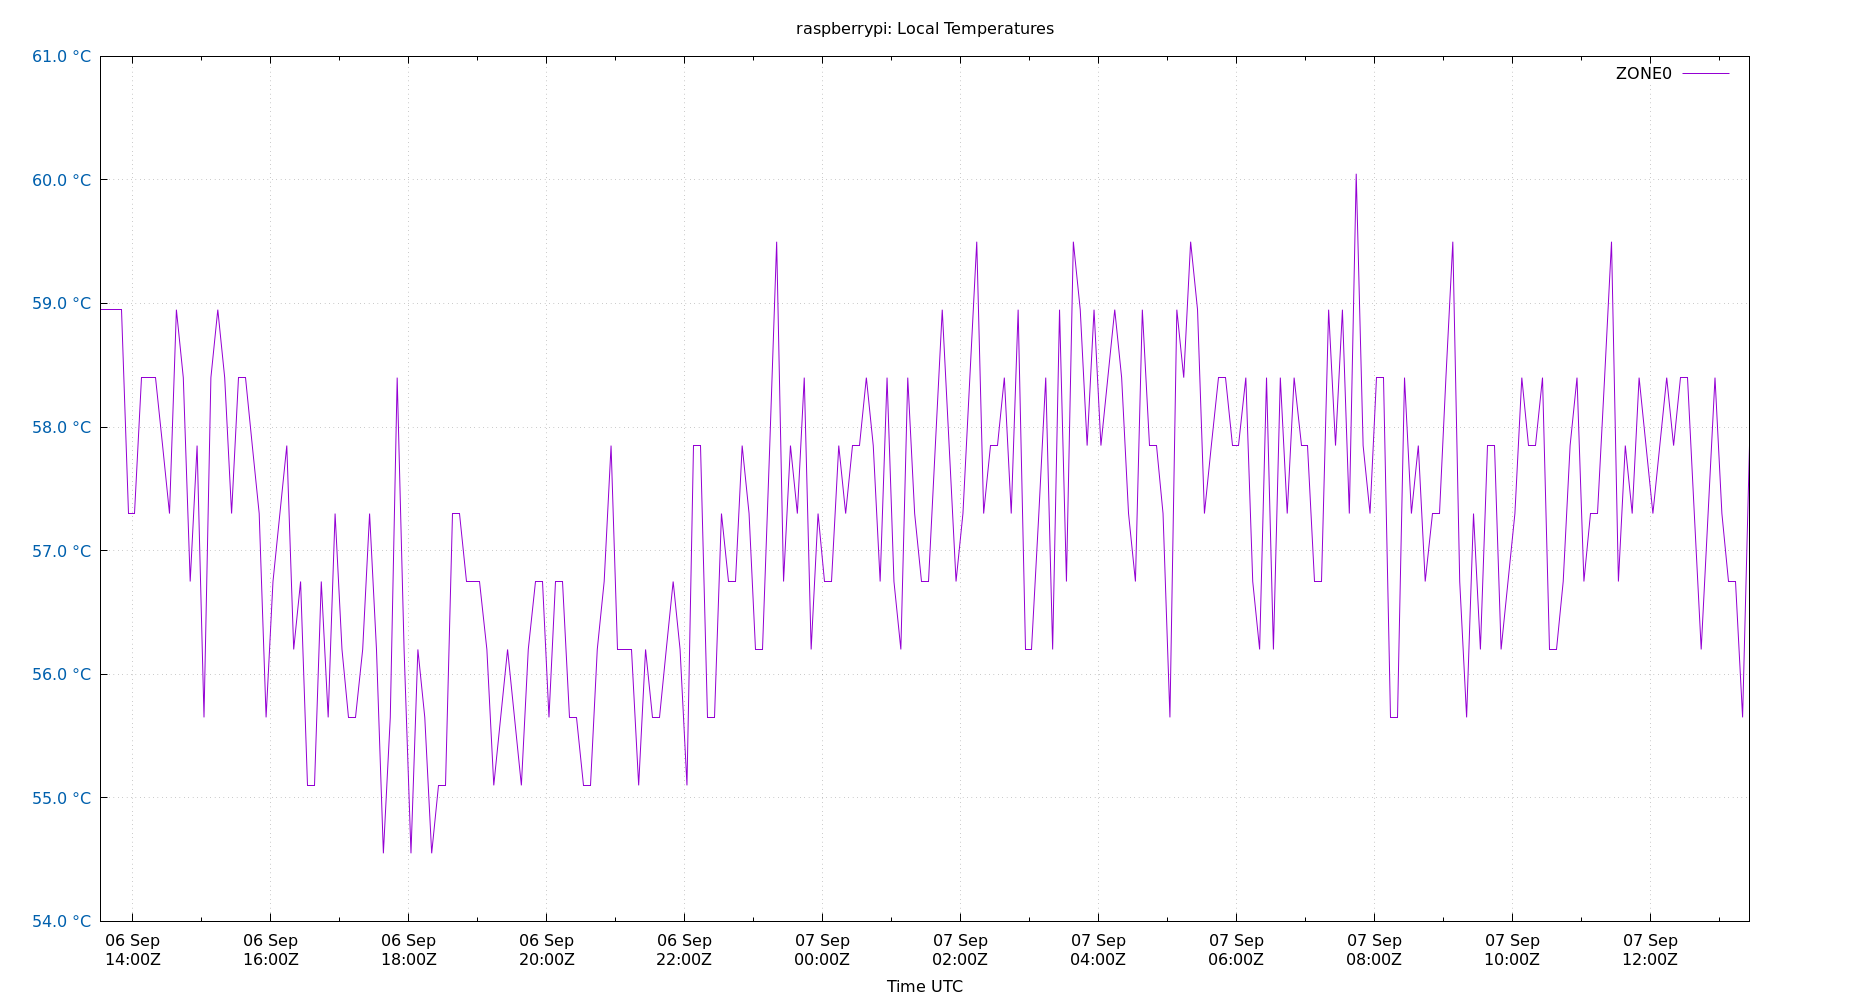 raspberrypi: Local Temperatures
61.0 °C
ZONE0
60.0 °C
59.0 °C
58.0 °C
57.0 °C
56.0 °C
55.0 °C
54.0 °C
06 Sep 06 Sep 06 Sep 06 Sep 06 Sep 07 Sep 07 Sep 07 Sep 07 Sep 07 Sep 07 Sep 07 Sep
14:00Z 16:00Z 18:00Z 20:00Z 22:00Z 00:00Z 02:00Z 04:00Z 06:00Z 08:00Z 10:00Z 12:00Z
Time UTC